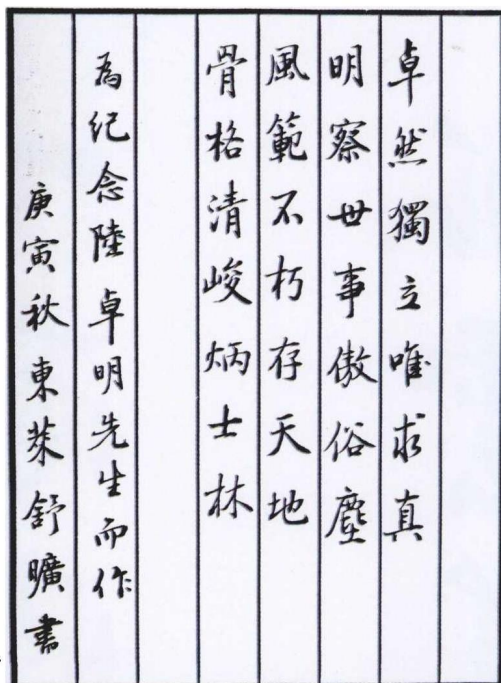 卓然獨立唯求真
明察世事傲俗塵
風範不朽存天地
骨格清峻炳士林
為纪念陸卓明先生而作
庚寅秋東萊舒曠書